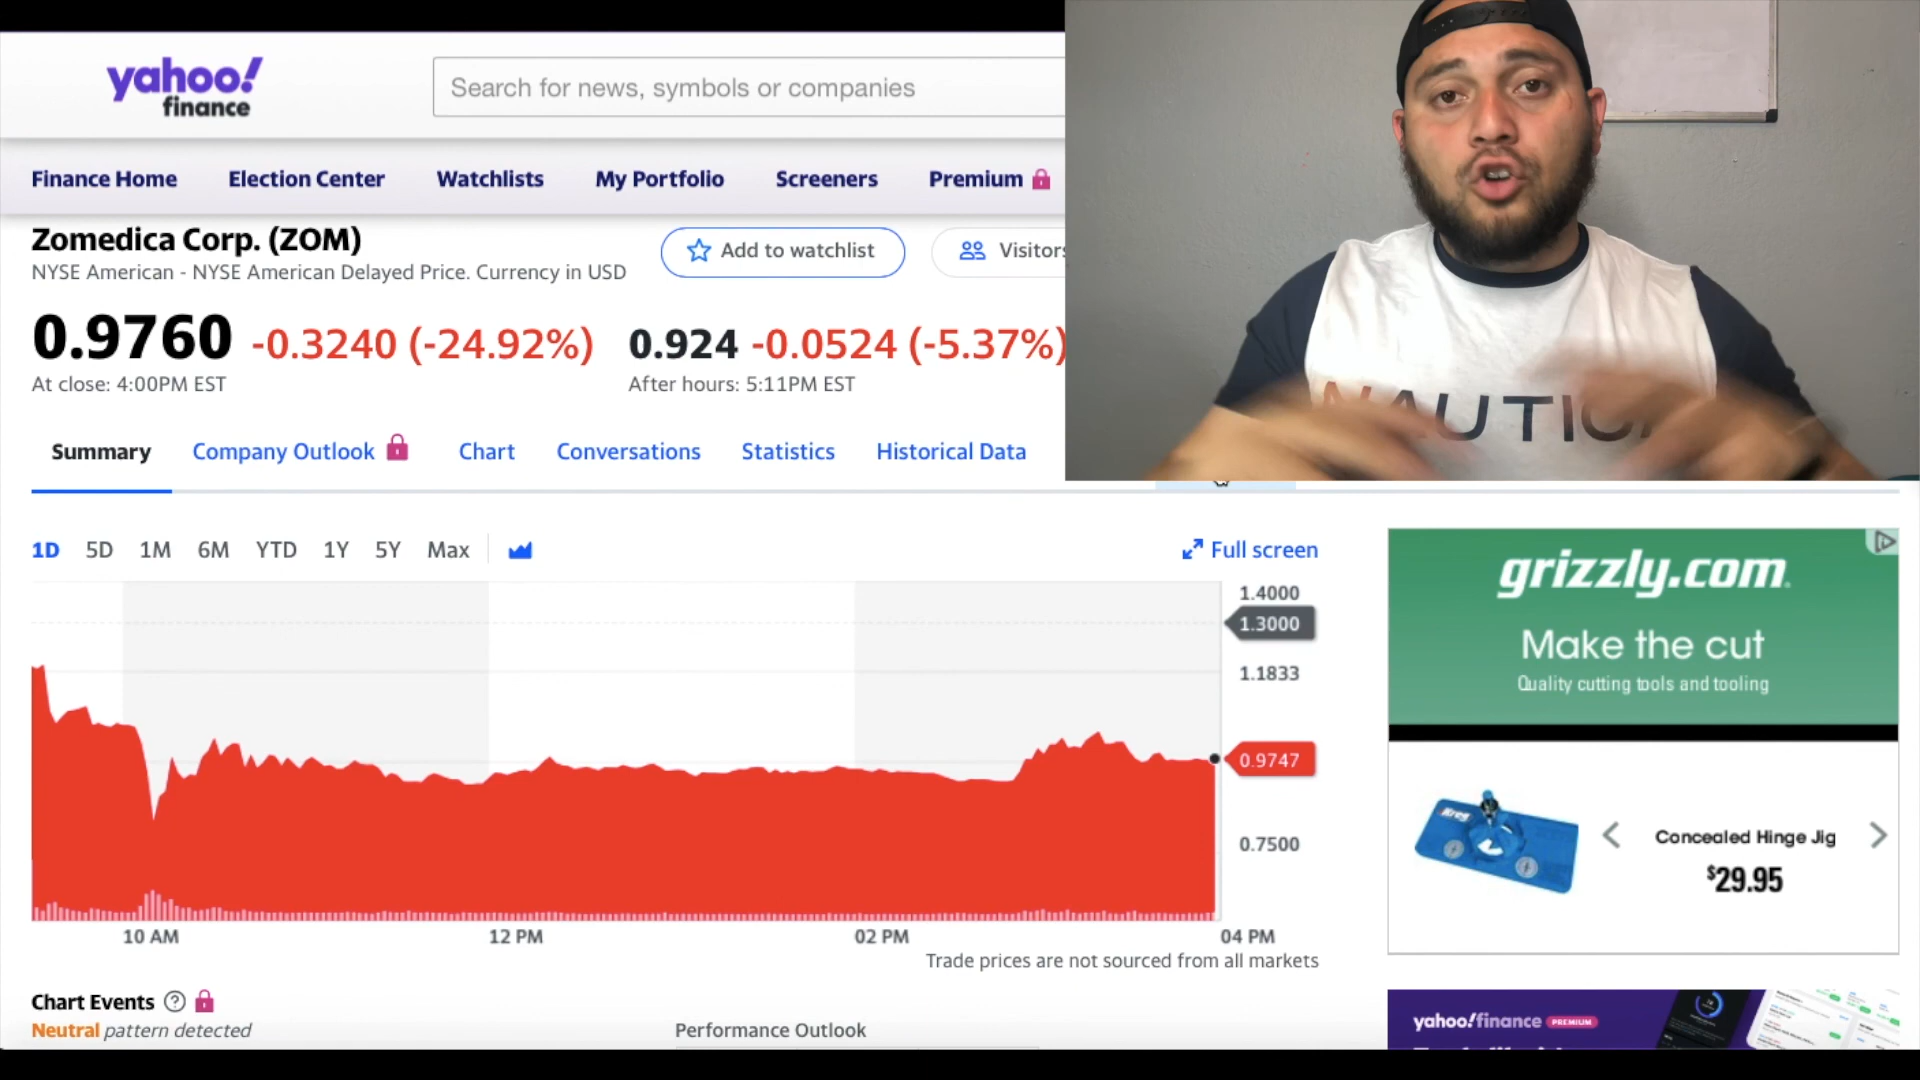 yahoo!
finance
Search for news, symbols or companies
Finance Home Election Center Watchlists My Portfolio Screeners Premium
Zomedica Corp. (ZOM)
NYSE American - NYSE American Delayed Price. Currency in USD
Add to watchlist
Visitors
0.9760 -0.3240 (-24.92%)
At close: 4:00PM EST
0.924 -0.0524 (-5.37%)
After hours: 5:11PM EST
NAUTICA
Summary Company Outlook Chart Conversations Statistics Historical Data
1D 5D 1M 6M YTD 1Y 5Y Max
Full screen
1.4000
1.3000
1.1833
0.9747
0.7500
10 AM 12 PM 02 PM 04 PM
Trade prices are not sourced from all markets
grizzly.com
Make the cut
Quality cutting tools and tooling
Kreg
Concealed Hinge Jig
$29.95
Chart Events
Neutral pattern detected
Performance Outlook
yahoo!finance PREMIUM